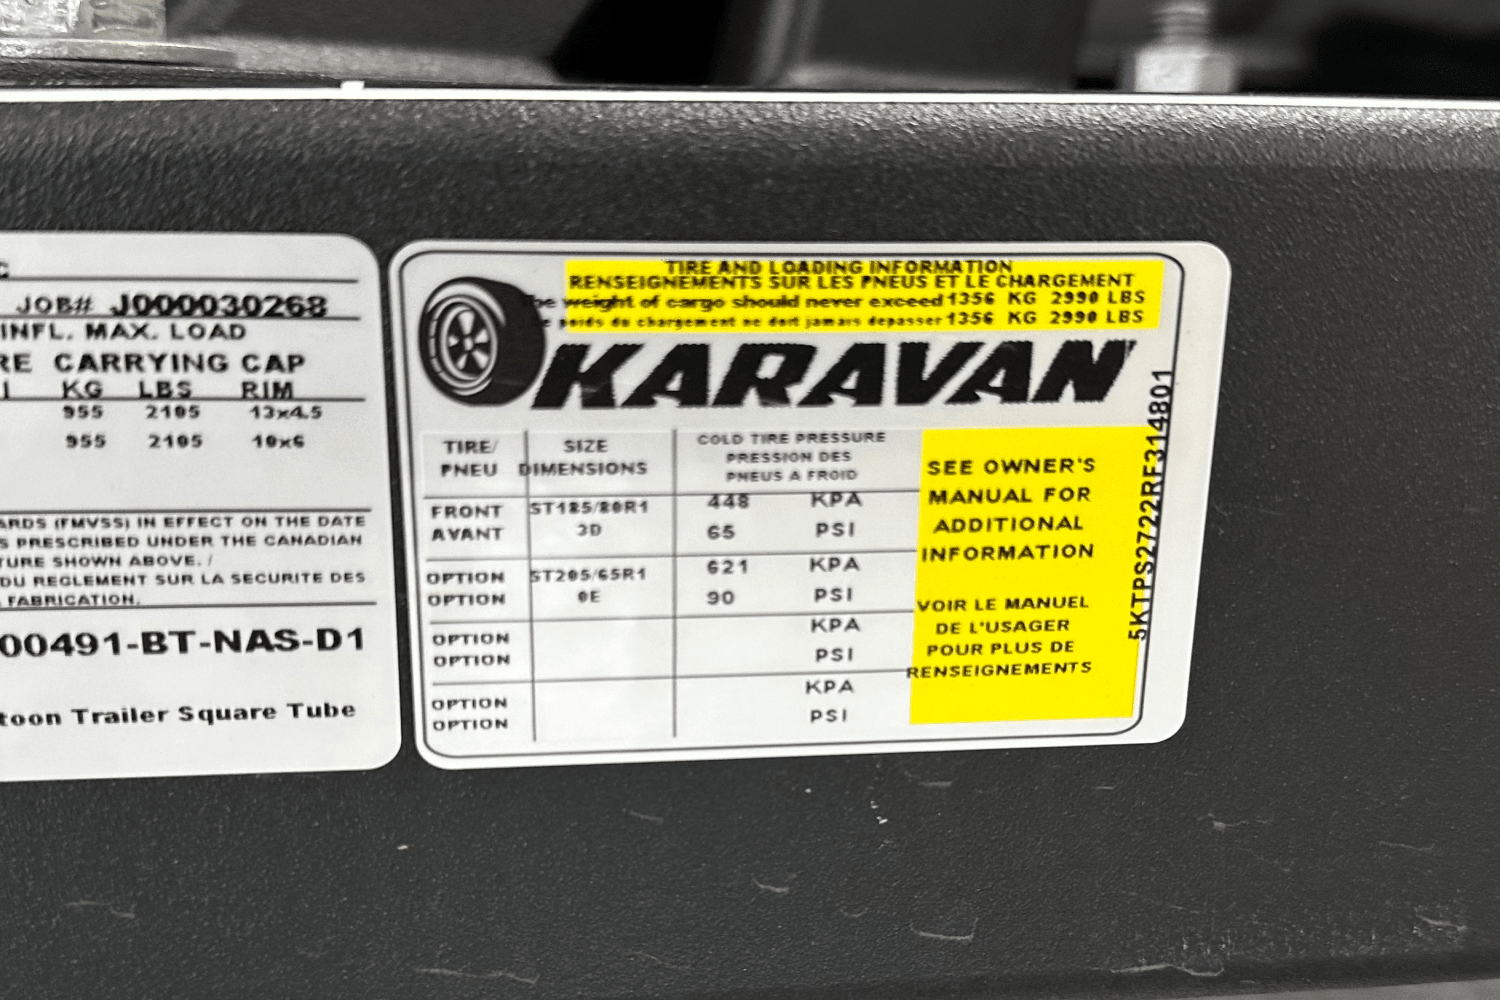 JOB# J000030268
INFL. MAX. LOAD
RE CARRYING CAP
I KG LBS RIM
955 2105 13x4.5
955 2105 10x6
ARDS (FMVSS) IN EFFECT ON THE DATE
S PRESCRIBED UNDER THE CANADIAN
TURE SHOWN ABOVE. /
DU REGLEMENT SUR LA SECURITE DES
FABRICATION.
00491-BT-NAS-D1
toon Trailer Square Tube
TIRE AND LOADING INFORMATION
RENSEIGNEMENTS SUR LES PNEUS ET LE CHARGEMENT
he weight of cargo should never exceed 1356 KG 2990 LBS
e poids du chargement ne doit jamais depasser 1356 KG 2990 LBS
KARAVAN
TIRE/ SIZE COLD TIRE PRESSURE
PNEU DIMENSIONS PRESSION DES
PNEUS A FROID
FRONT ST185/80R1 448 KPA
AVANT 3D 65 PSI
OPTION ST205/65R1 621 KPA
OPTION 0E 90 PSI
OPTION KPA
OPTION PSI
OPTION KPA
OPTION PSI
SEE OWNER'S
MANUAL FOR
ADDITIONAL
INFORMATION
VOIR LE MANUEL
DE L'USAGER
POUR PLUS DE
RENSEIGNEMENTS
5KTPS2722RF314801